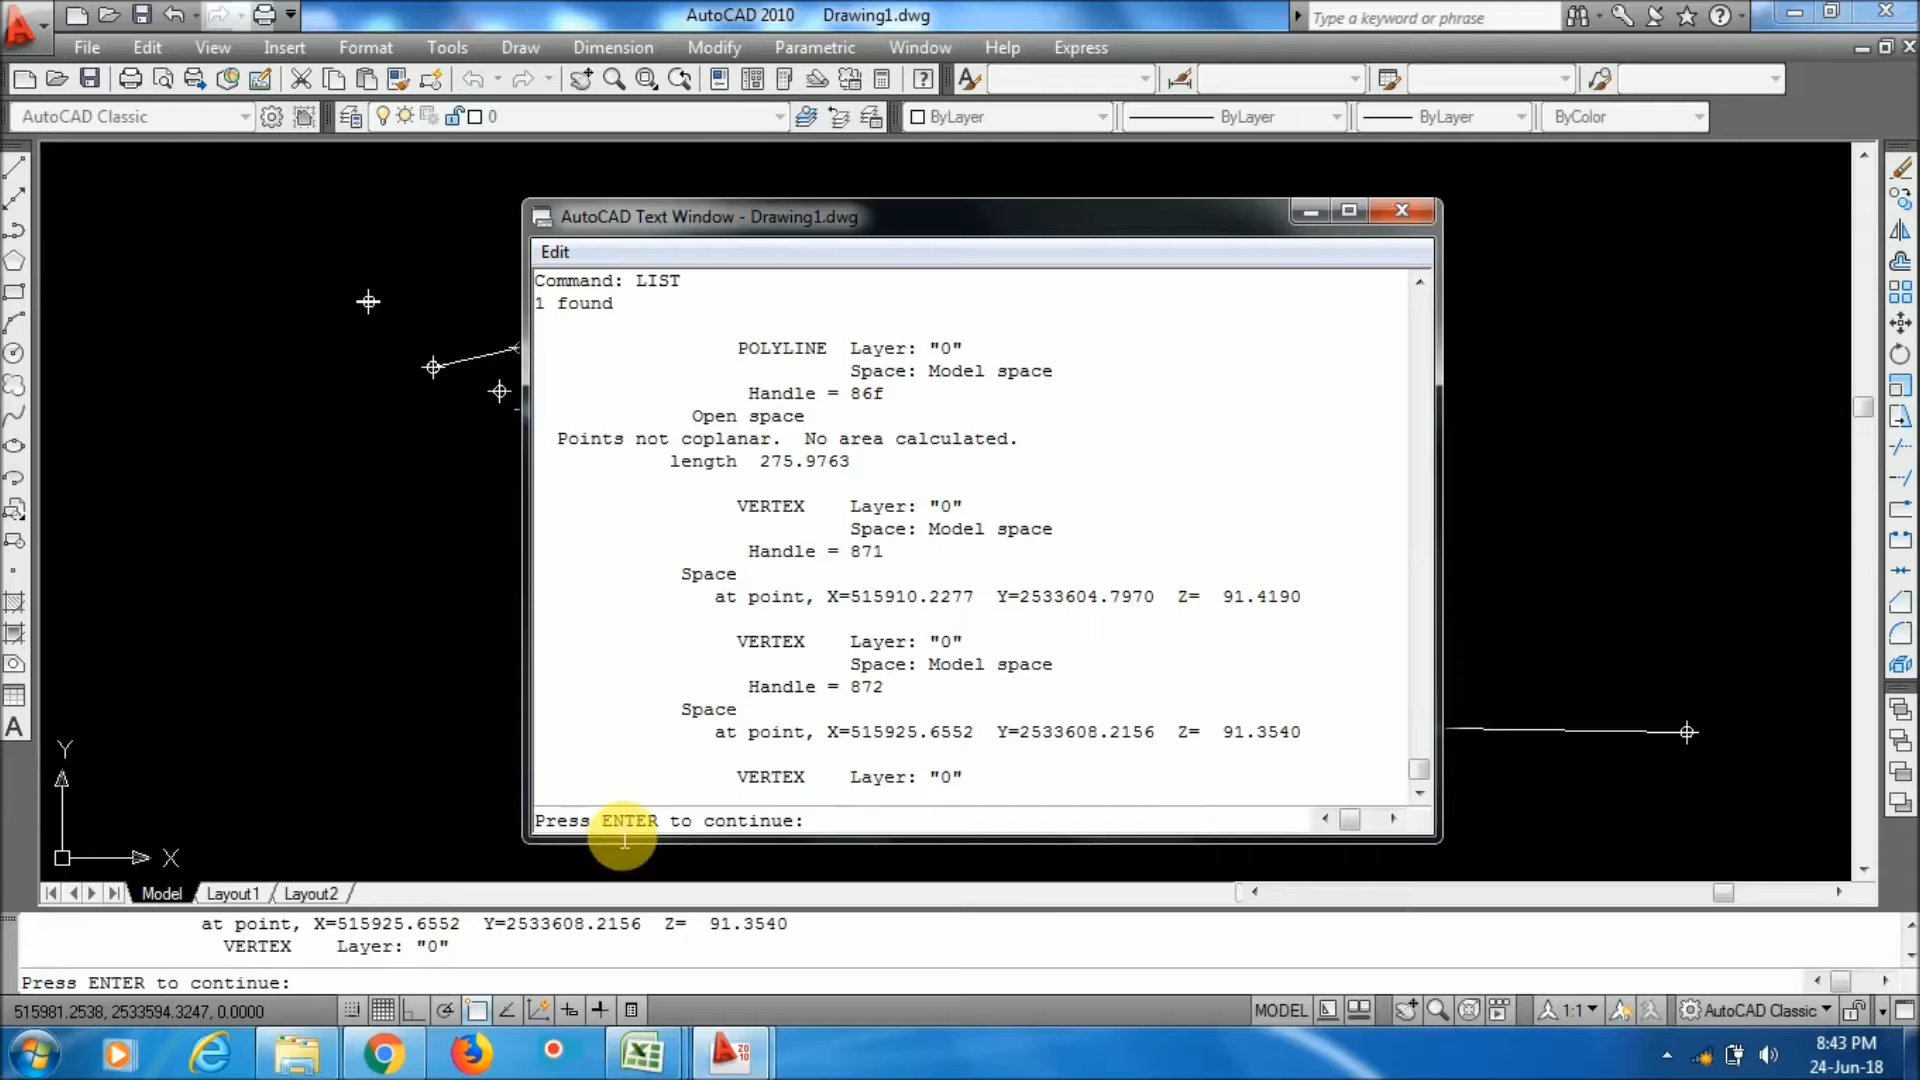 AutoCAD 2010 Drawing1.dwg
Type a keyword or phrase
File Edit View Insert Format Tools Draw Dimension Modify Parametric Window Help Express
AutoCAD Classic
0
ByLayer
ByLayer
ByLayer
ByColor
AutoCAD Text Window - Drawing1.dwg
Edit
Command: LIST
1 found
POLYLINE Layer: "0"
Space: Model space
Handle = 86f
Open space
Points not coplanar. No area calculated.
length 275.9763
VERTEX Layer: "0"
Space: Model space
Handle = 871
Space
at point, X=515910.2277 Y=2533604.7970 Z= 91.4190
VERTEX Layer: "0"
Space: Model space
Handle = 872
Space
at point, X=515925.6552 Y=2533608.2156 Z= 91.3540
VERTEX Layer: "0"
Press ENTER to continue:
Y
X
A
Model Layout1 Layout2
at point, X=515925.6552 Y=2533608.2156 Z= 91.3540
VERTEX Layer: "0"
Press ENTER to continue:
515981.2538, 2533594.3247, 0.0000
MODEL
1:1
AutoCAD Classic
8:43 PM
24-Jun-18